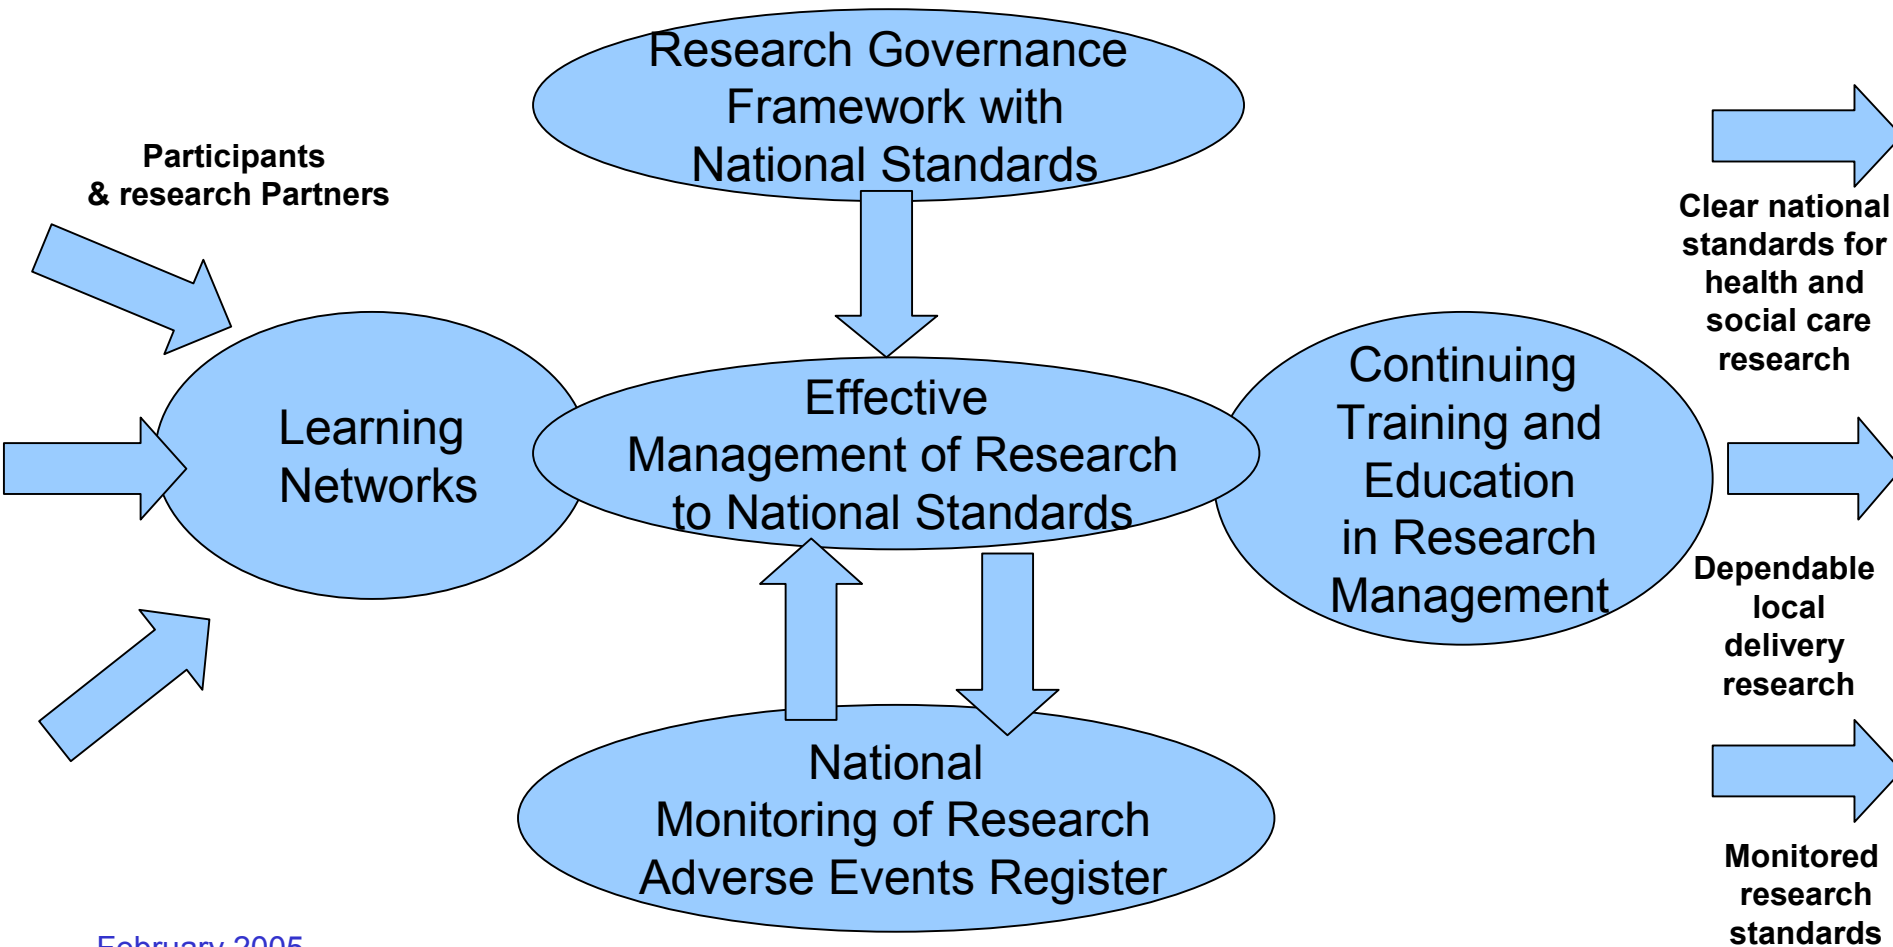 Research Governance
Framework with
National Standards
Participants
& research Partners
Learning
Networks
Effective
Management of Research
to National Standards
Continuing
Training and
Education
in Research
Management
National
Monitoring of Research
Adverse Events Register
Clear national
standards for
health and
social care
research
Dependable
local
delivery
research
Monitored
research
standards
February 2005